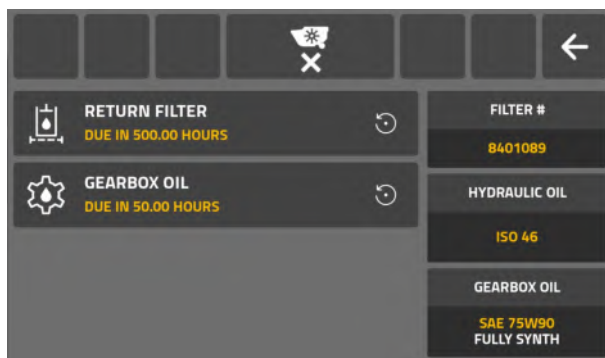 RETURN FILTER
DUE IN 500.00 HOURS
GEARBOX OIL
DUE IN 50.00 HOURS
FILTER #
8401089
HYDRAULIC OIL
ISO 46
GEARBOX OIL
SAE 75W90
FULLY SYNTH